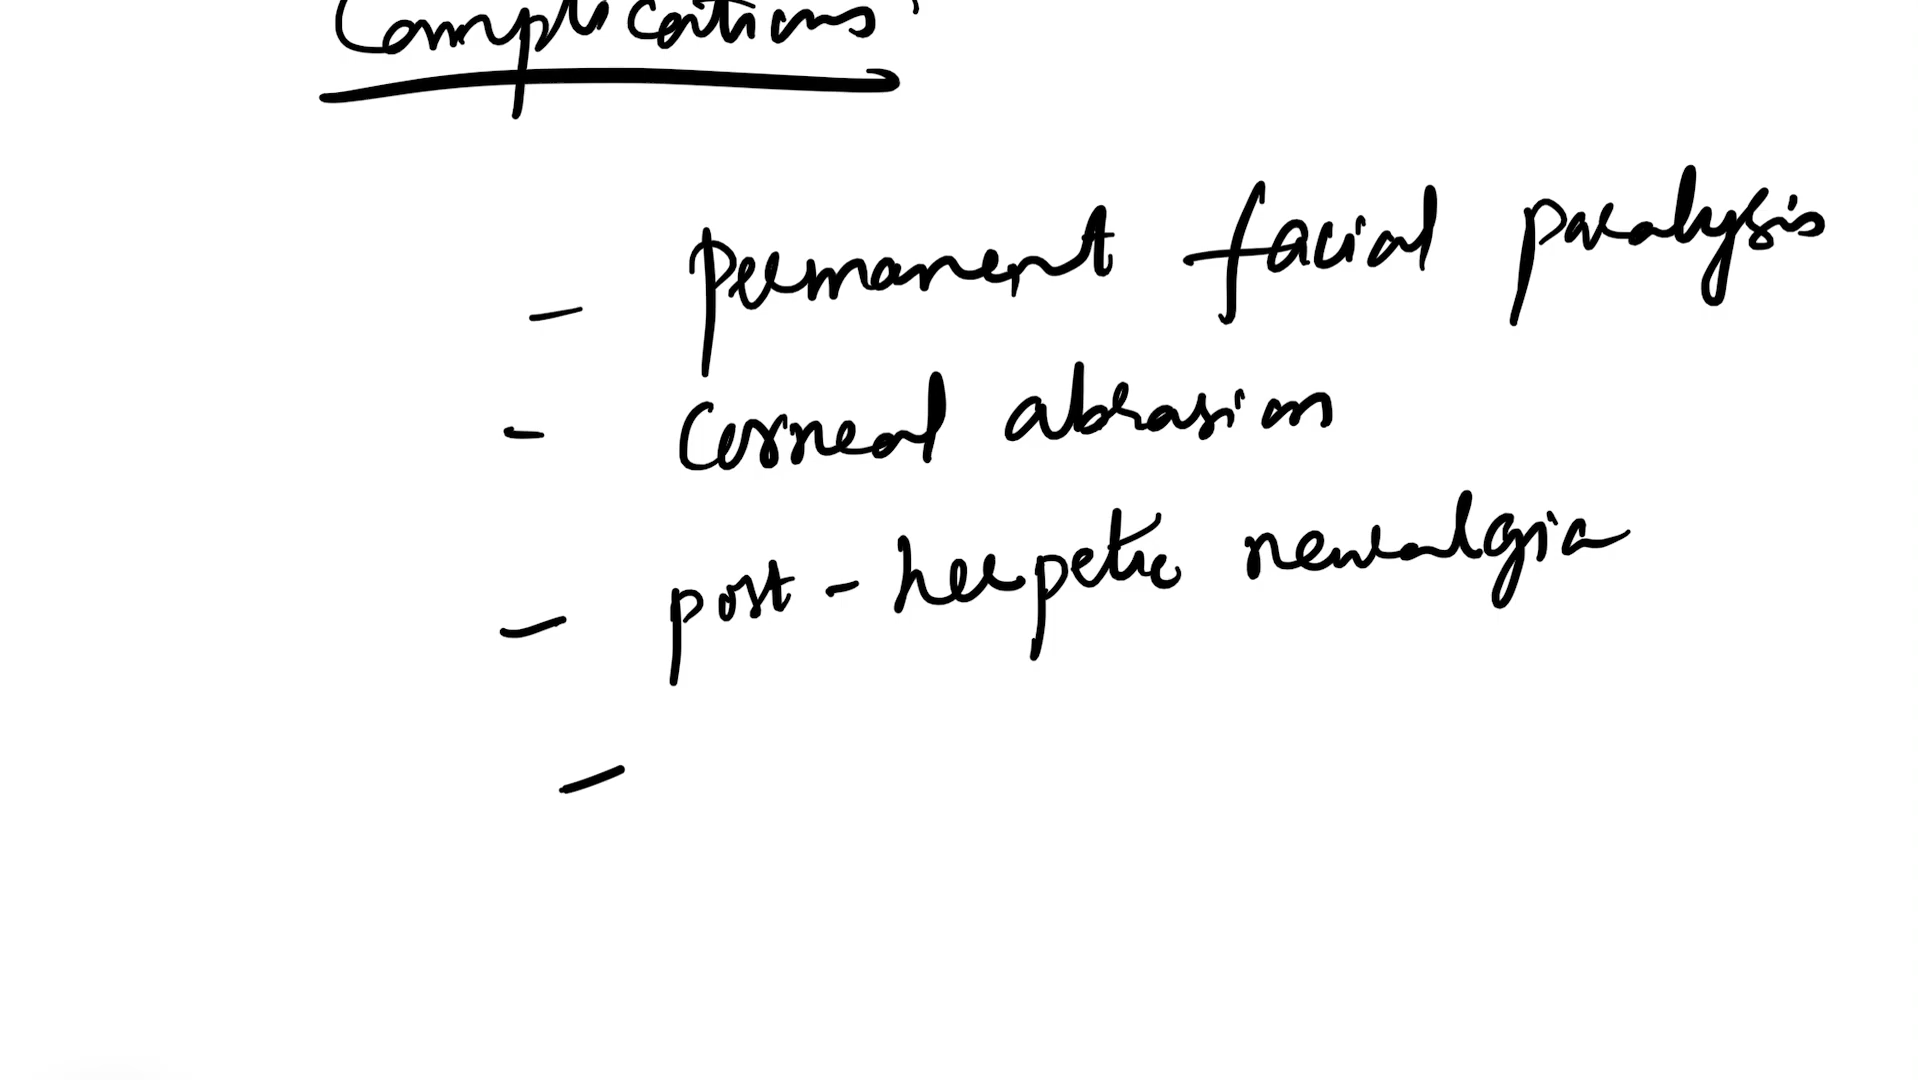 Complications:
- permanent facial paralysis
- corneal abrasion
- post-herpetic neuralgia
-